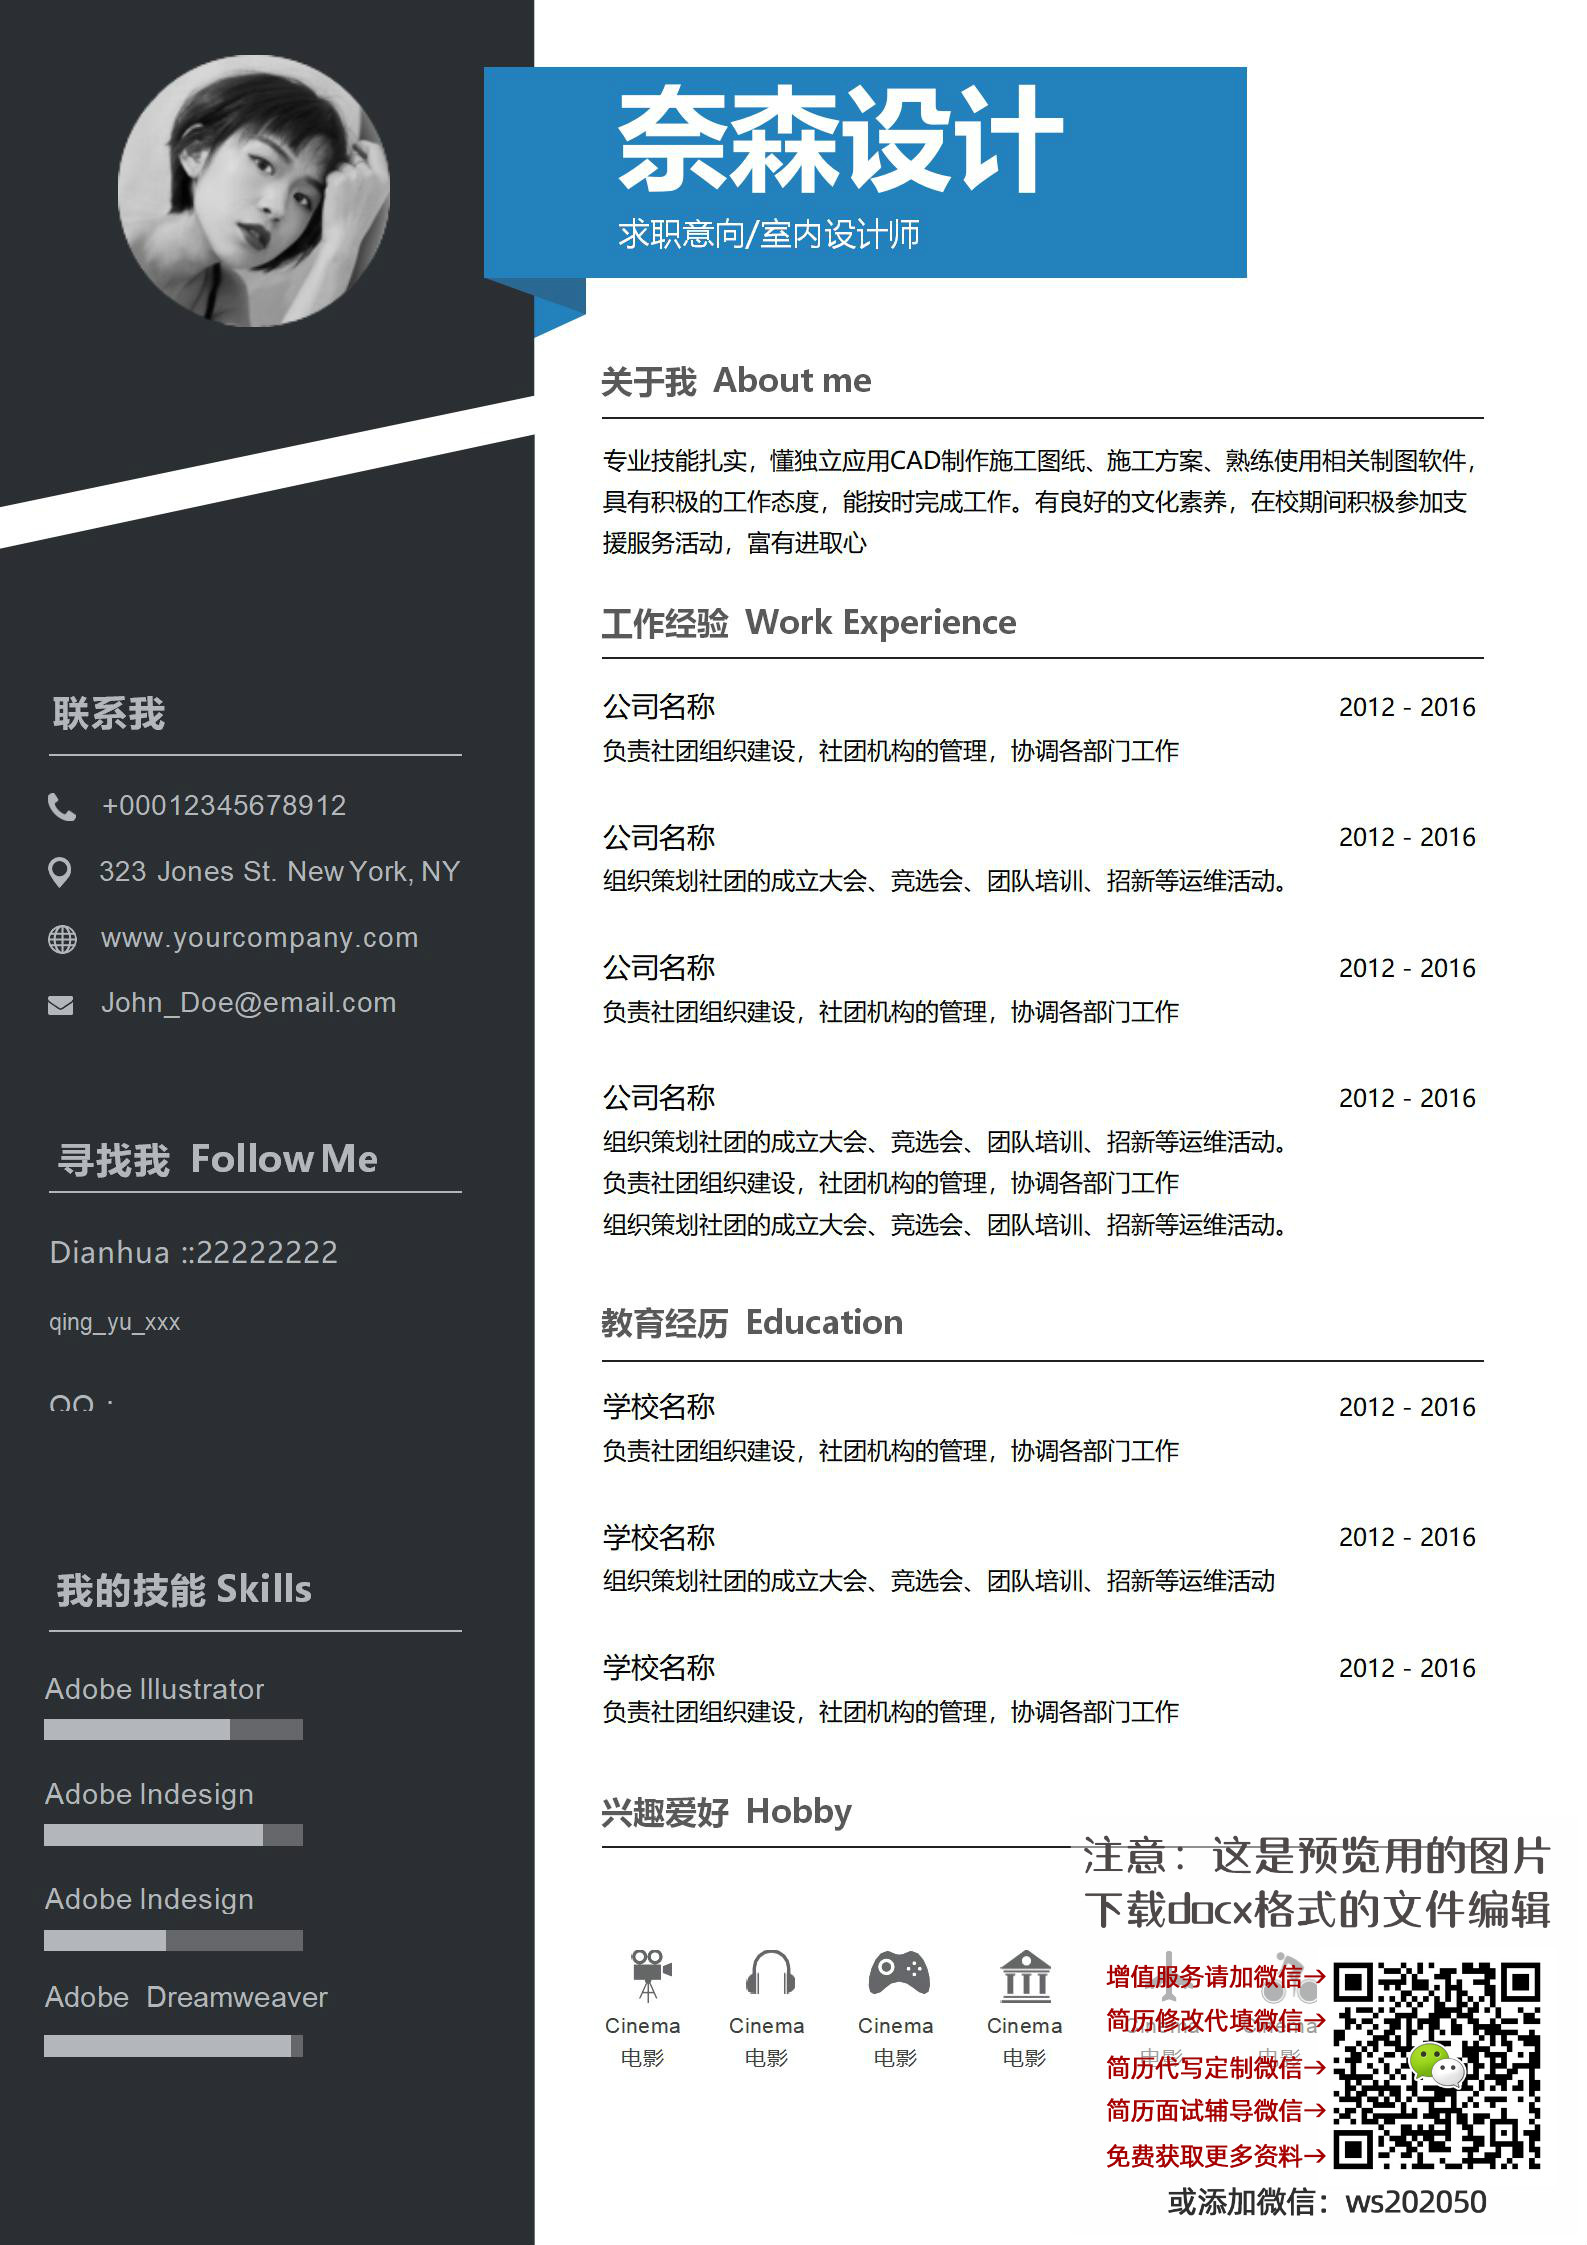 奈森设计
求职意向/室内设计师
联系我
+00012345678912
323 Jones St. New York, NY
www.yourcompany.com
John_Doe@email.com
寻找我 Follow Me
Dianhua ::22222222
qing_yu_xxx
QQ :
我的技能 Skills
Adobe Illustrator
Adobe Indesign
Adobe Indesign
Adobe Dreamweaver
关于我 About me
专业技能扎实，懂独立应用CAD制作施工图纸、施工方案、熟练使用相关制图软件，
具有积极的工作态度，能按时完成工作。有良好的文化素养，在校期间积极参加支
援服务活动，富有进取心
工作经验 Work Experience
公司名称 2012 - 2016
负责社团组织建设，社团机构的管理，协调各部门工作
公司名称 2012 - 2016
组织策划社团的成立大会、竞选会、团队培训、招新等运维活动。
公司名称 2012 - 2016
负责社团组织建设，社团机构的管理，协调各部门工作
公司名称 2012 - 2016
组织策划社团的成立大会、竞选会、团队培训、招新等运维活动。
负责社团组织建设，社团机构的管理，协调各部门工作
组织策划社团的成立大会、竞选会、团队培训、招新等运维活动。
教育经历 Education
学校名称 2012 - 2016
负责社团组织建设，社团机构的管理，协调各部门工作
学校名称 2012 - 2016
组织策划社团的成立大会、竞选会、团队培训、招新等运维活动
学校名称 2012 - 2016
负责社团组织建设，社团机构的管理，协调各部门工作
兴趣爱好 Hobby
Cinema Cinema Cinema Cinema Cinema Cinema
电影 电影 电影 电影 电影 电影
注意：这是预览用的图片
下载docx格式的文件编辑
增值服务请加微信→
简历修改代填微信→
简历代写定制微信→
简历面试辅导微信→
免费获取更多资料→
或添加微信：ws202050